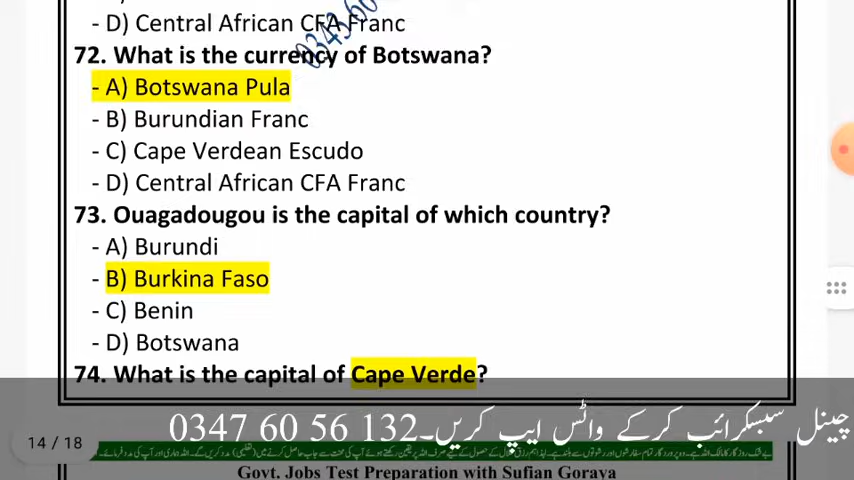 - D) Central African CFA Franc
72. What is the currency of Botswana?
- A) Botswana Pula
- B) Burundian Franc
- C) Cape Verdean Escudo
- D) Central African CFA Franc
73. Ouagadougou is the capital of which country?
- A) Burundi
- B) Burkina Faso
- C) Benin
- D) Botswana
74. What is the capital of Cape Verde?
چینل سبسکرائب کرکے واٹس ایپ کریں۔132 56 60 0347
14 / 18
Govt. Jobs Test Preparation with Sufian Gorava